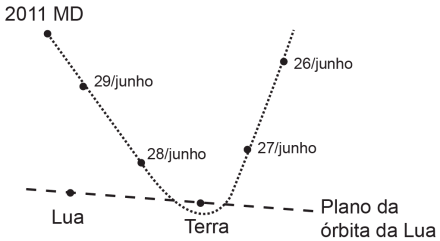 2011 MD
29/junho
26/junho
28/junho
27/junho
Lua
Terra
Plano da
órbita da Lua